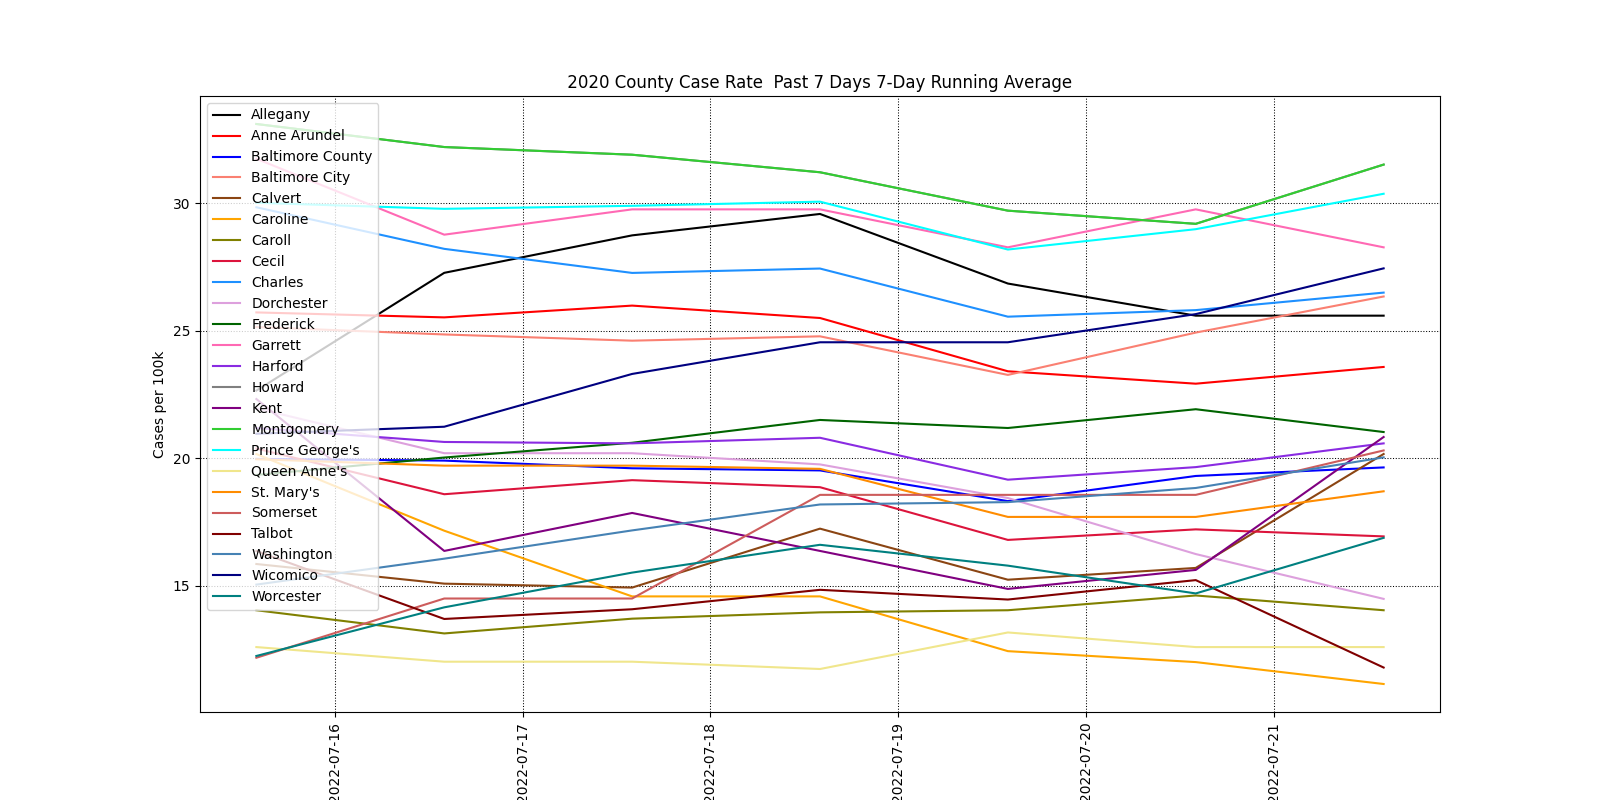 2020 County Case Rate  Past 7 Days 7-Day Running Average
Allegany
Anne Arundel
Baltimore County
Baltimore City
Calvert
Caroline
Caroll
Cecil
Charles
Dorchester
Frederick
Garrett
Harford
Howard
Kent
Montgomery
Prince George's
Queen Anne's
St. Mary's
Somerset
Talbot
Washington
Wicomico
Worcester
Cases per 100k
30
25
20
15
2022-07-16
2022-07-17
2022-07-18
2022-07-19
2022-07-20
2022-07-21